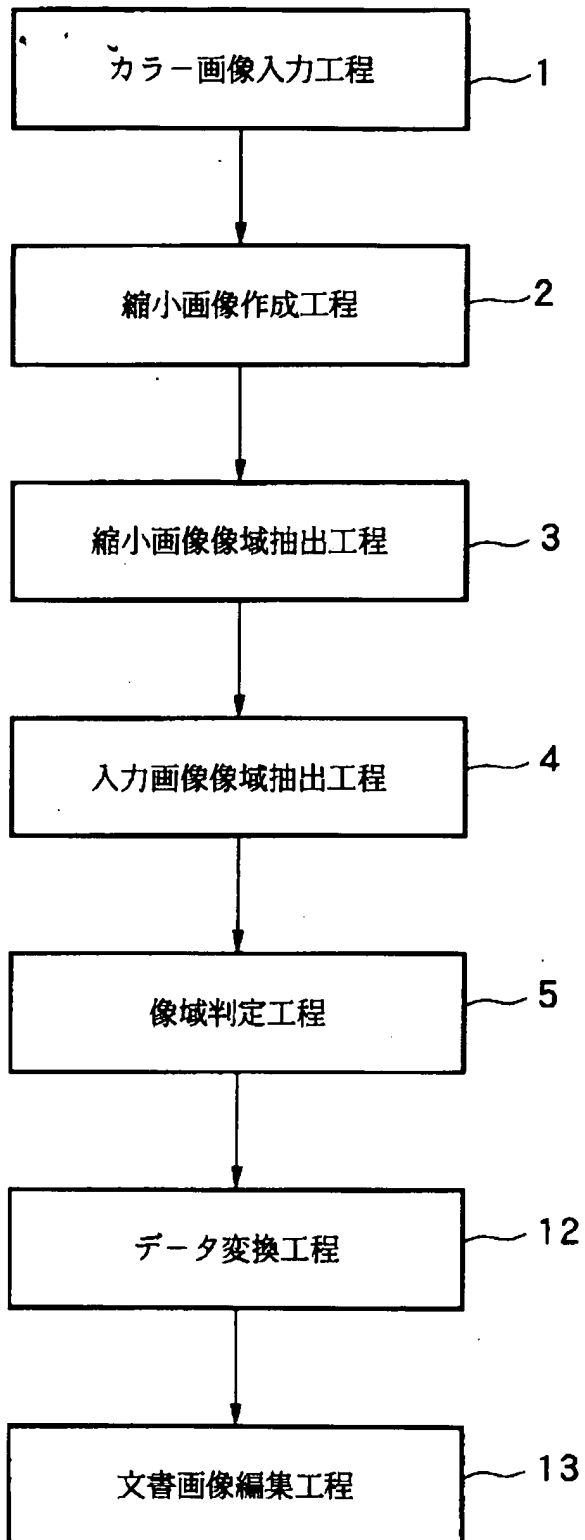 カラー画像入力工程 1
縮小画像作成工程 2
縮小画像像域抽出工程 3
入力画像像域抽出工程 4
像域判定工程 5
データ変換工程 12
文書画像編集工程 13